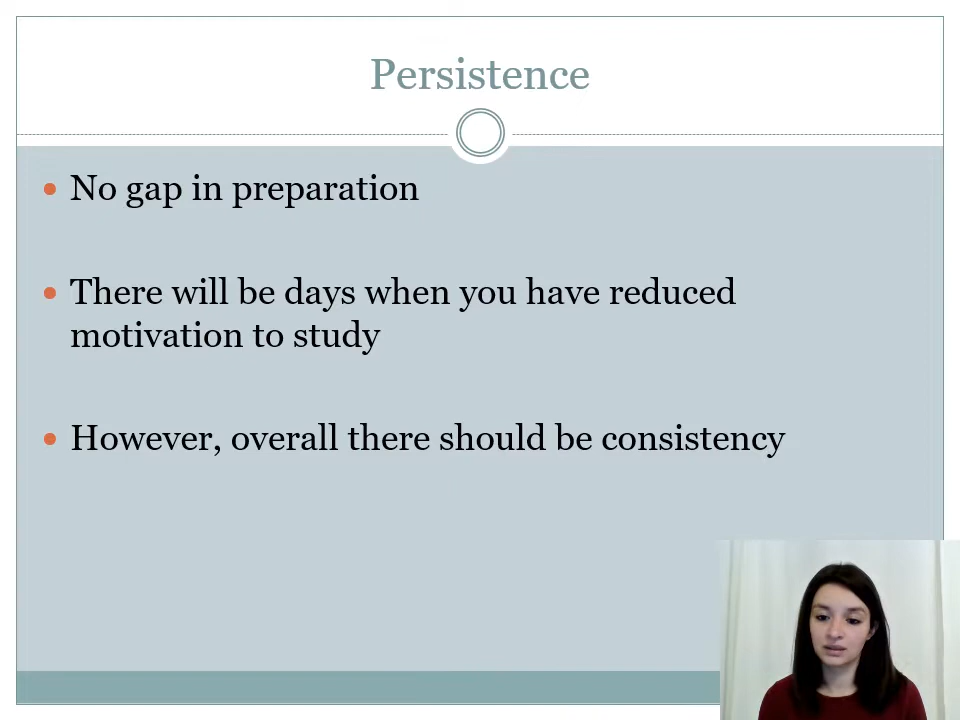 Persistence
No gap in preparation
There will be days when you have reduced
motivation to study
However, overall there should be consistency